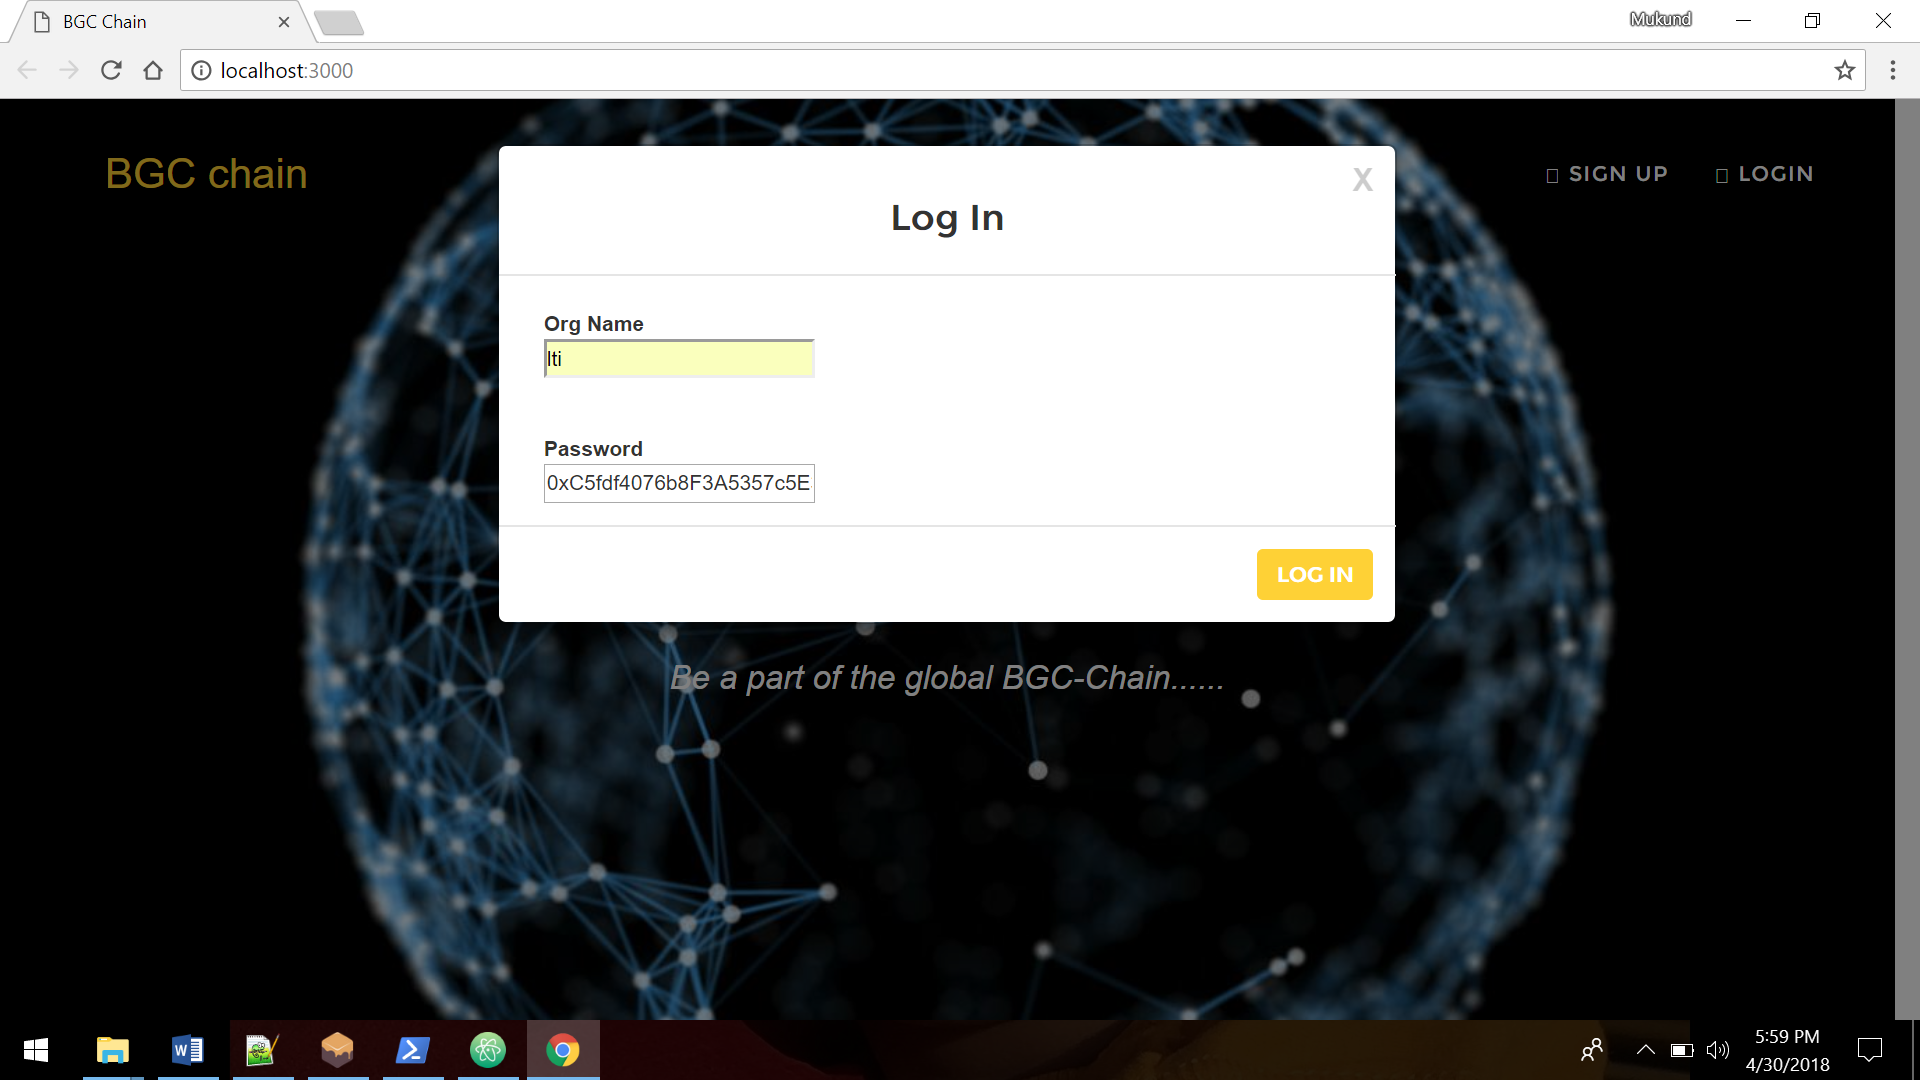 BGC Chain
Mukund
localhost:3000
BGC chain
SIGN UP
LOGIN
X
Log In
Org Name
lti
Password
0xC5fdf4076b8F3A5357c5E
LOG IN
Be a part of the global BGC-Chain......
5:59 PM
4/30/2018